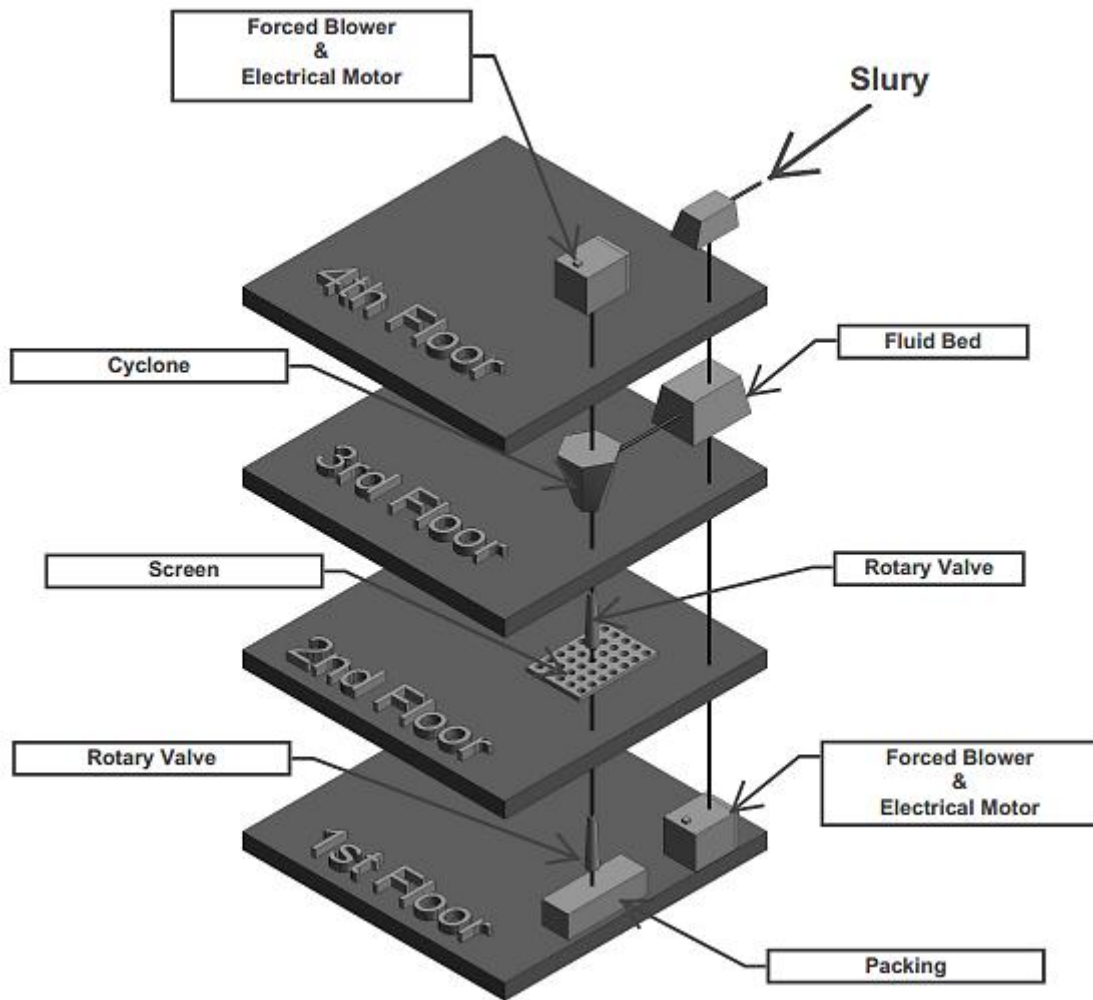 Forced Blower
&
Electrical Motor
Slury
4th Floor
Fluid Bed
Cyclone
3rd Floor
Rotary Valve
Screen
2nd Floor
Rotary Valve
Forced Blower
&
Electrical Motor
1st Floor
Packing